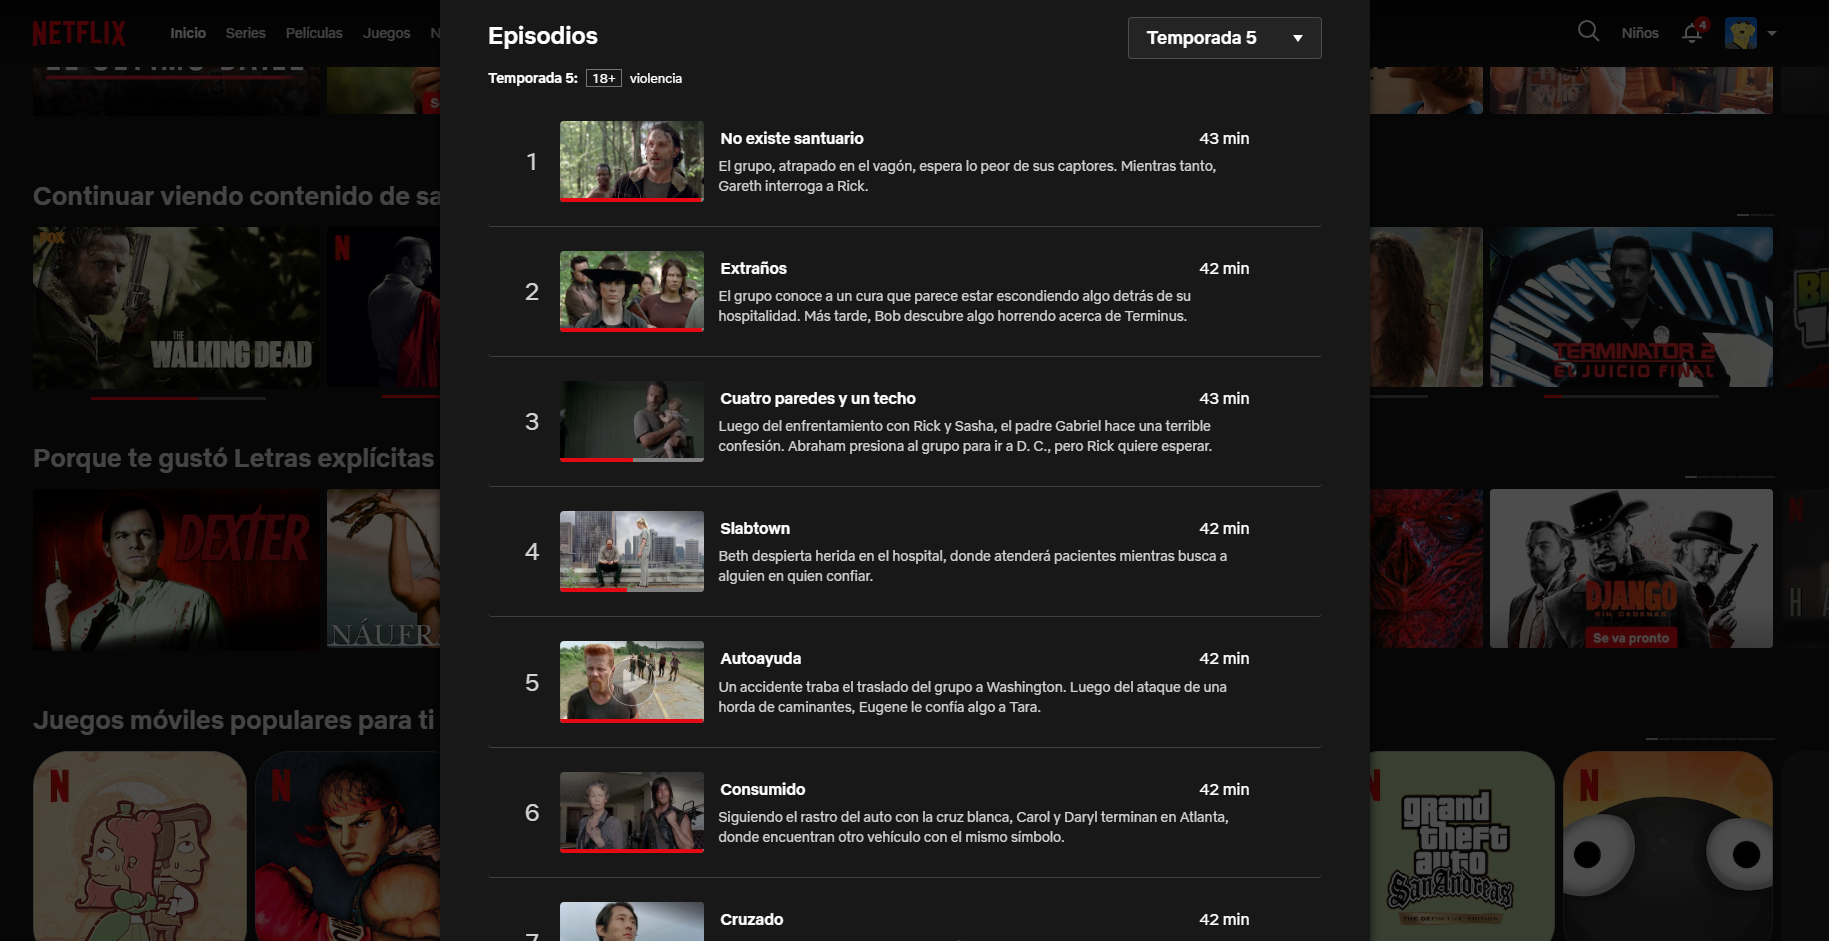 NETFLIX
Inicio
Series
Películas
Juegos
N
Niños
4
Episodios
Temporada 5
Temporada 5:
18+
violencia
1
No existe santuario
43 min
El grupo, atrapado en el vagón, espera lo peor de sus captores. Mientras tanto,
Gareth interroga a Rick.
2
Extraños
42 min
El grupo conoce a un cura que parece estar escondiendo algo detrás de su
hospitalidad. Más tarde, Bob descubre algo horrendo acerca de Terminus.
3
Cuatro paredes y un techo
43 min
Luego del enfrentamiento con Rick y Sasha, el padre Gabriel hace una terrible
confesión. Abraham presiona al grupo para ir a D. C., pero Rick quiere esperar.
4
Slabtown
42 min
Beth despierta herida en el hospital, donde atenderá pacientes mientras busca a
alguien en quien confiar.
5
Autoayuda
42 min
Un accidente traba el traslado del grupo a Washington. Luego del ataque de una
horda de caminantes, Eugene le confía algo a Tara.
6
Consumido
42 min
Siguiendo el rastro del auto con la cruz blanca, Carol y Daryl terminan en Atlanta,
donde encuentran otro vehículo con el mismo símbolo.
7
Cruzado
42 min
EL ÚLTIMO BAILE
S
Continuar viendo contenido de sa
FOX
THE
WALKING DEAD
N
TERMINATOR 2
EL JUICIO FINAL
Porque te gustó Letras explícitas
DEXTER
NÁUFRA
DJANGO
SIN CADENAS
Se va pronto
N
H
Juegos móviles populares para ti
N
N
N
grand
theft
auto
San Andreas
THE DEFINITIVE EDITION
N